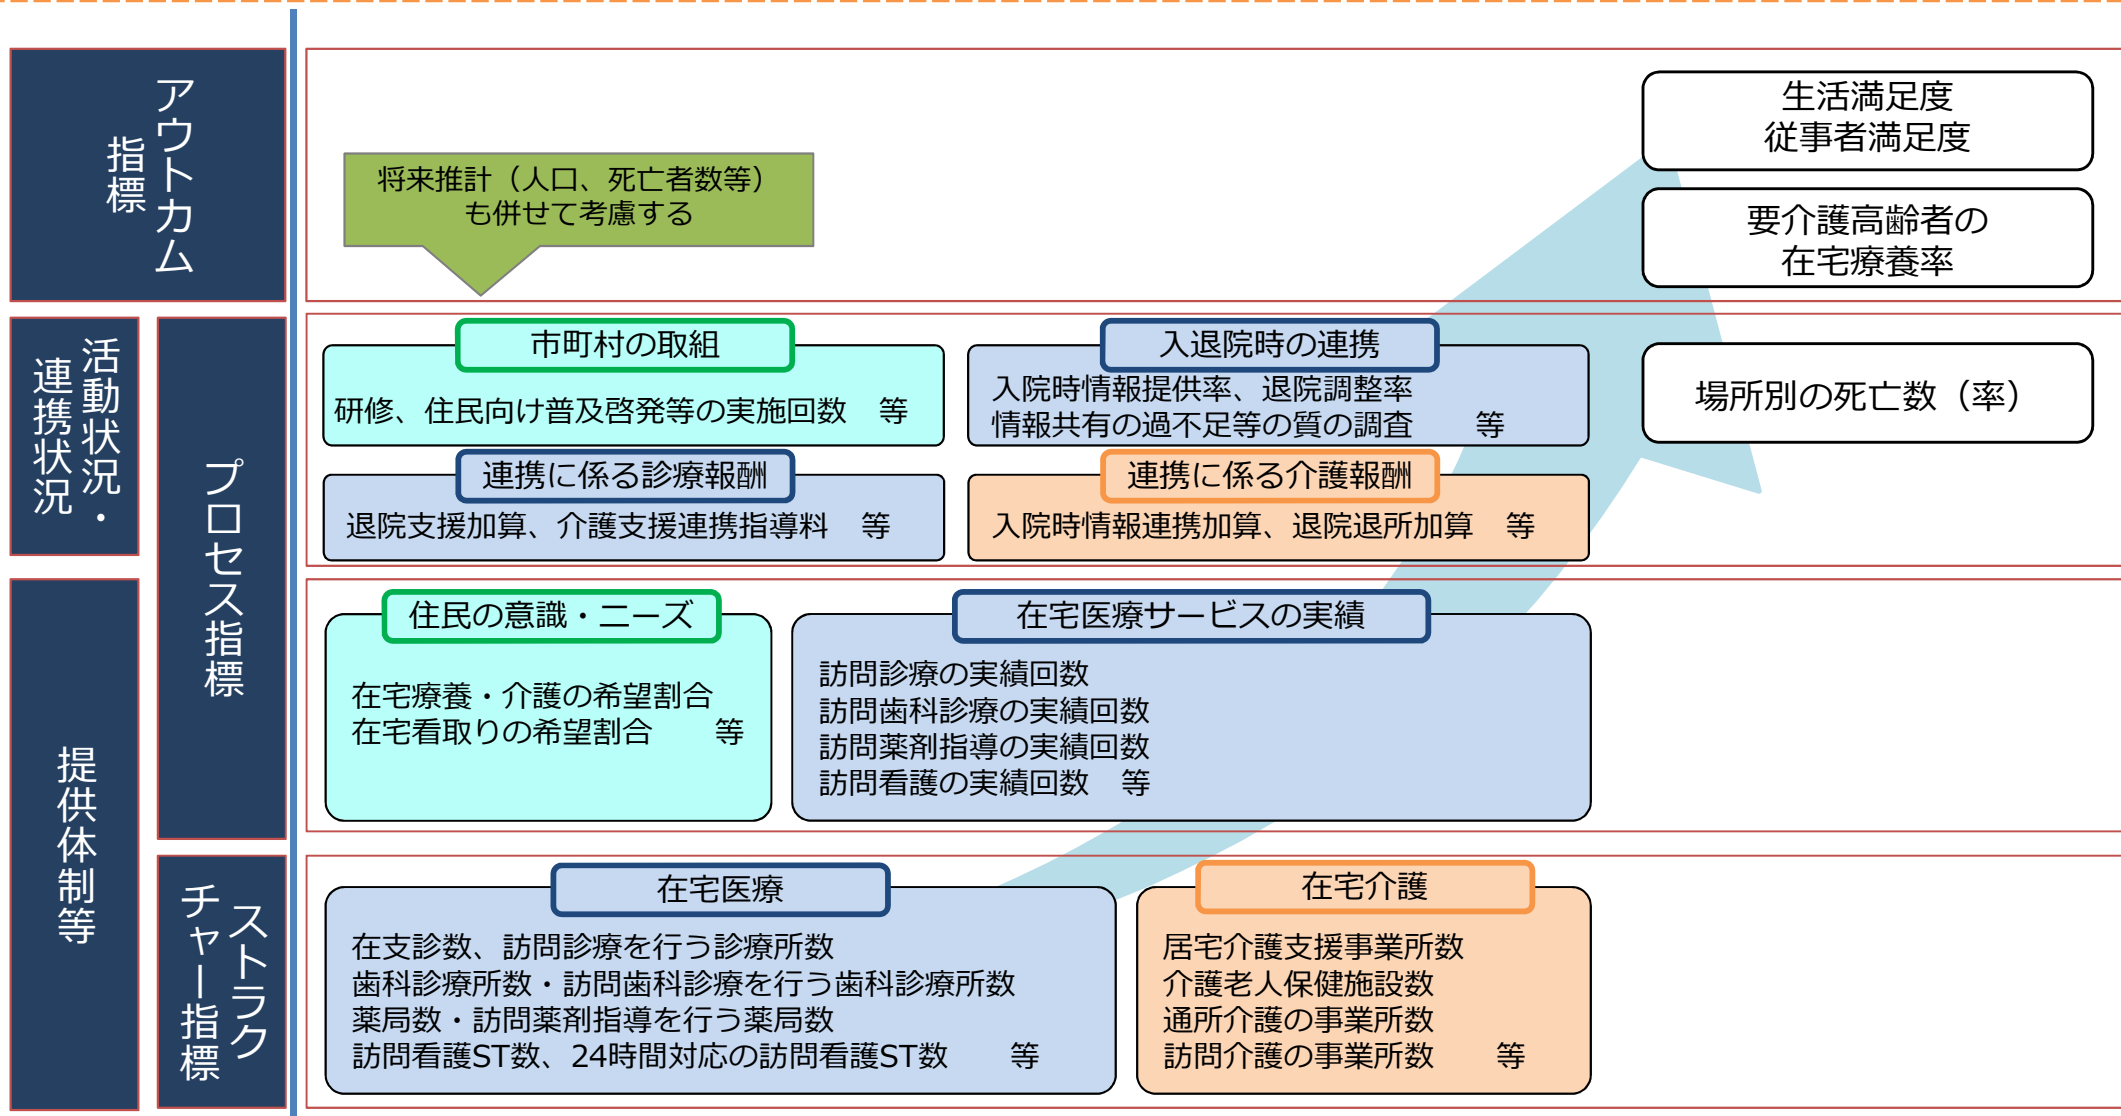 アウトカム
指標
将来推計（人口、死亡者数等）
も併せて考慮する
生活満足度
従事者満足度
要介護高齢者の
在宅療養率
活動状況・
連携状況
プロセス指標
市町村の取組
研修、住民向け普及啓発等の実施回数　等
入退院時の連携
入院時情報提供率、退院調整率
情報共有の過不足等の質の調査　　等
場所別の死亡数（率）
連携に係る診療報酬
退院支援加算、介護支援連携指導料　等
連携に係る介護報酬
入院時情報連携加算、退院退所加算　等
提供体制等
住民の意識・ニーズ
在宅療養・介護の希望割合
在宅看取りの希望割合　　等
在宅医療サービスの実績
訪問診療の実績回数
訪問歯科診療の実績回数
訪問薬剤指導の実績回数
訪問看護の実績回数　等
ストラク
チャー指標
在宅医療
在支診数、訪問診療を行う診療所数
歯科診療所数・訪問歯科診療を行う歯科診療所数
薬局数・訪問薬剤指導を行う薬局数
訪問看護ST数、24時間対応の訪問看護ST数　　等
在宅介護
居宅介護支援事業所数
介護老人保健施設数
通所介護の事業所数
訪問介護の事業所数　　等